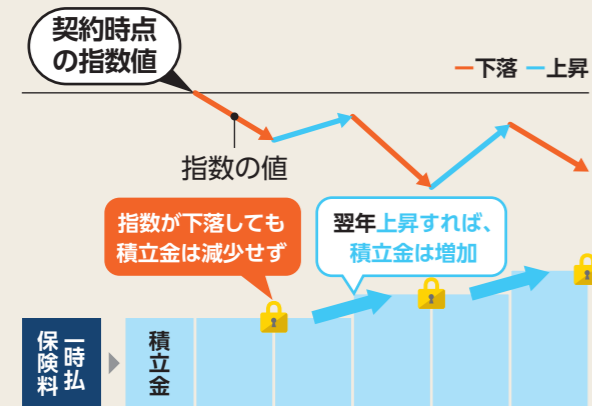 契約時点
の指数値
下落 上昇
指数の値
指数が下落しても
積立金は減少せず
翌年上昇すれば、
積立金は増加
一時払
保険料
積立金